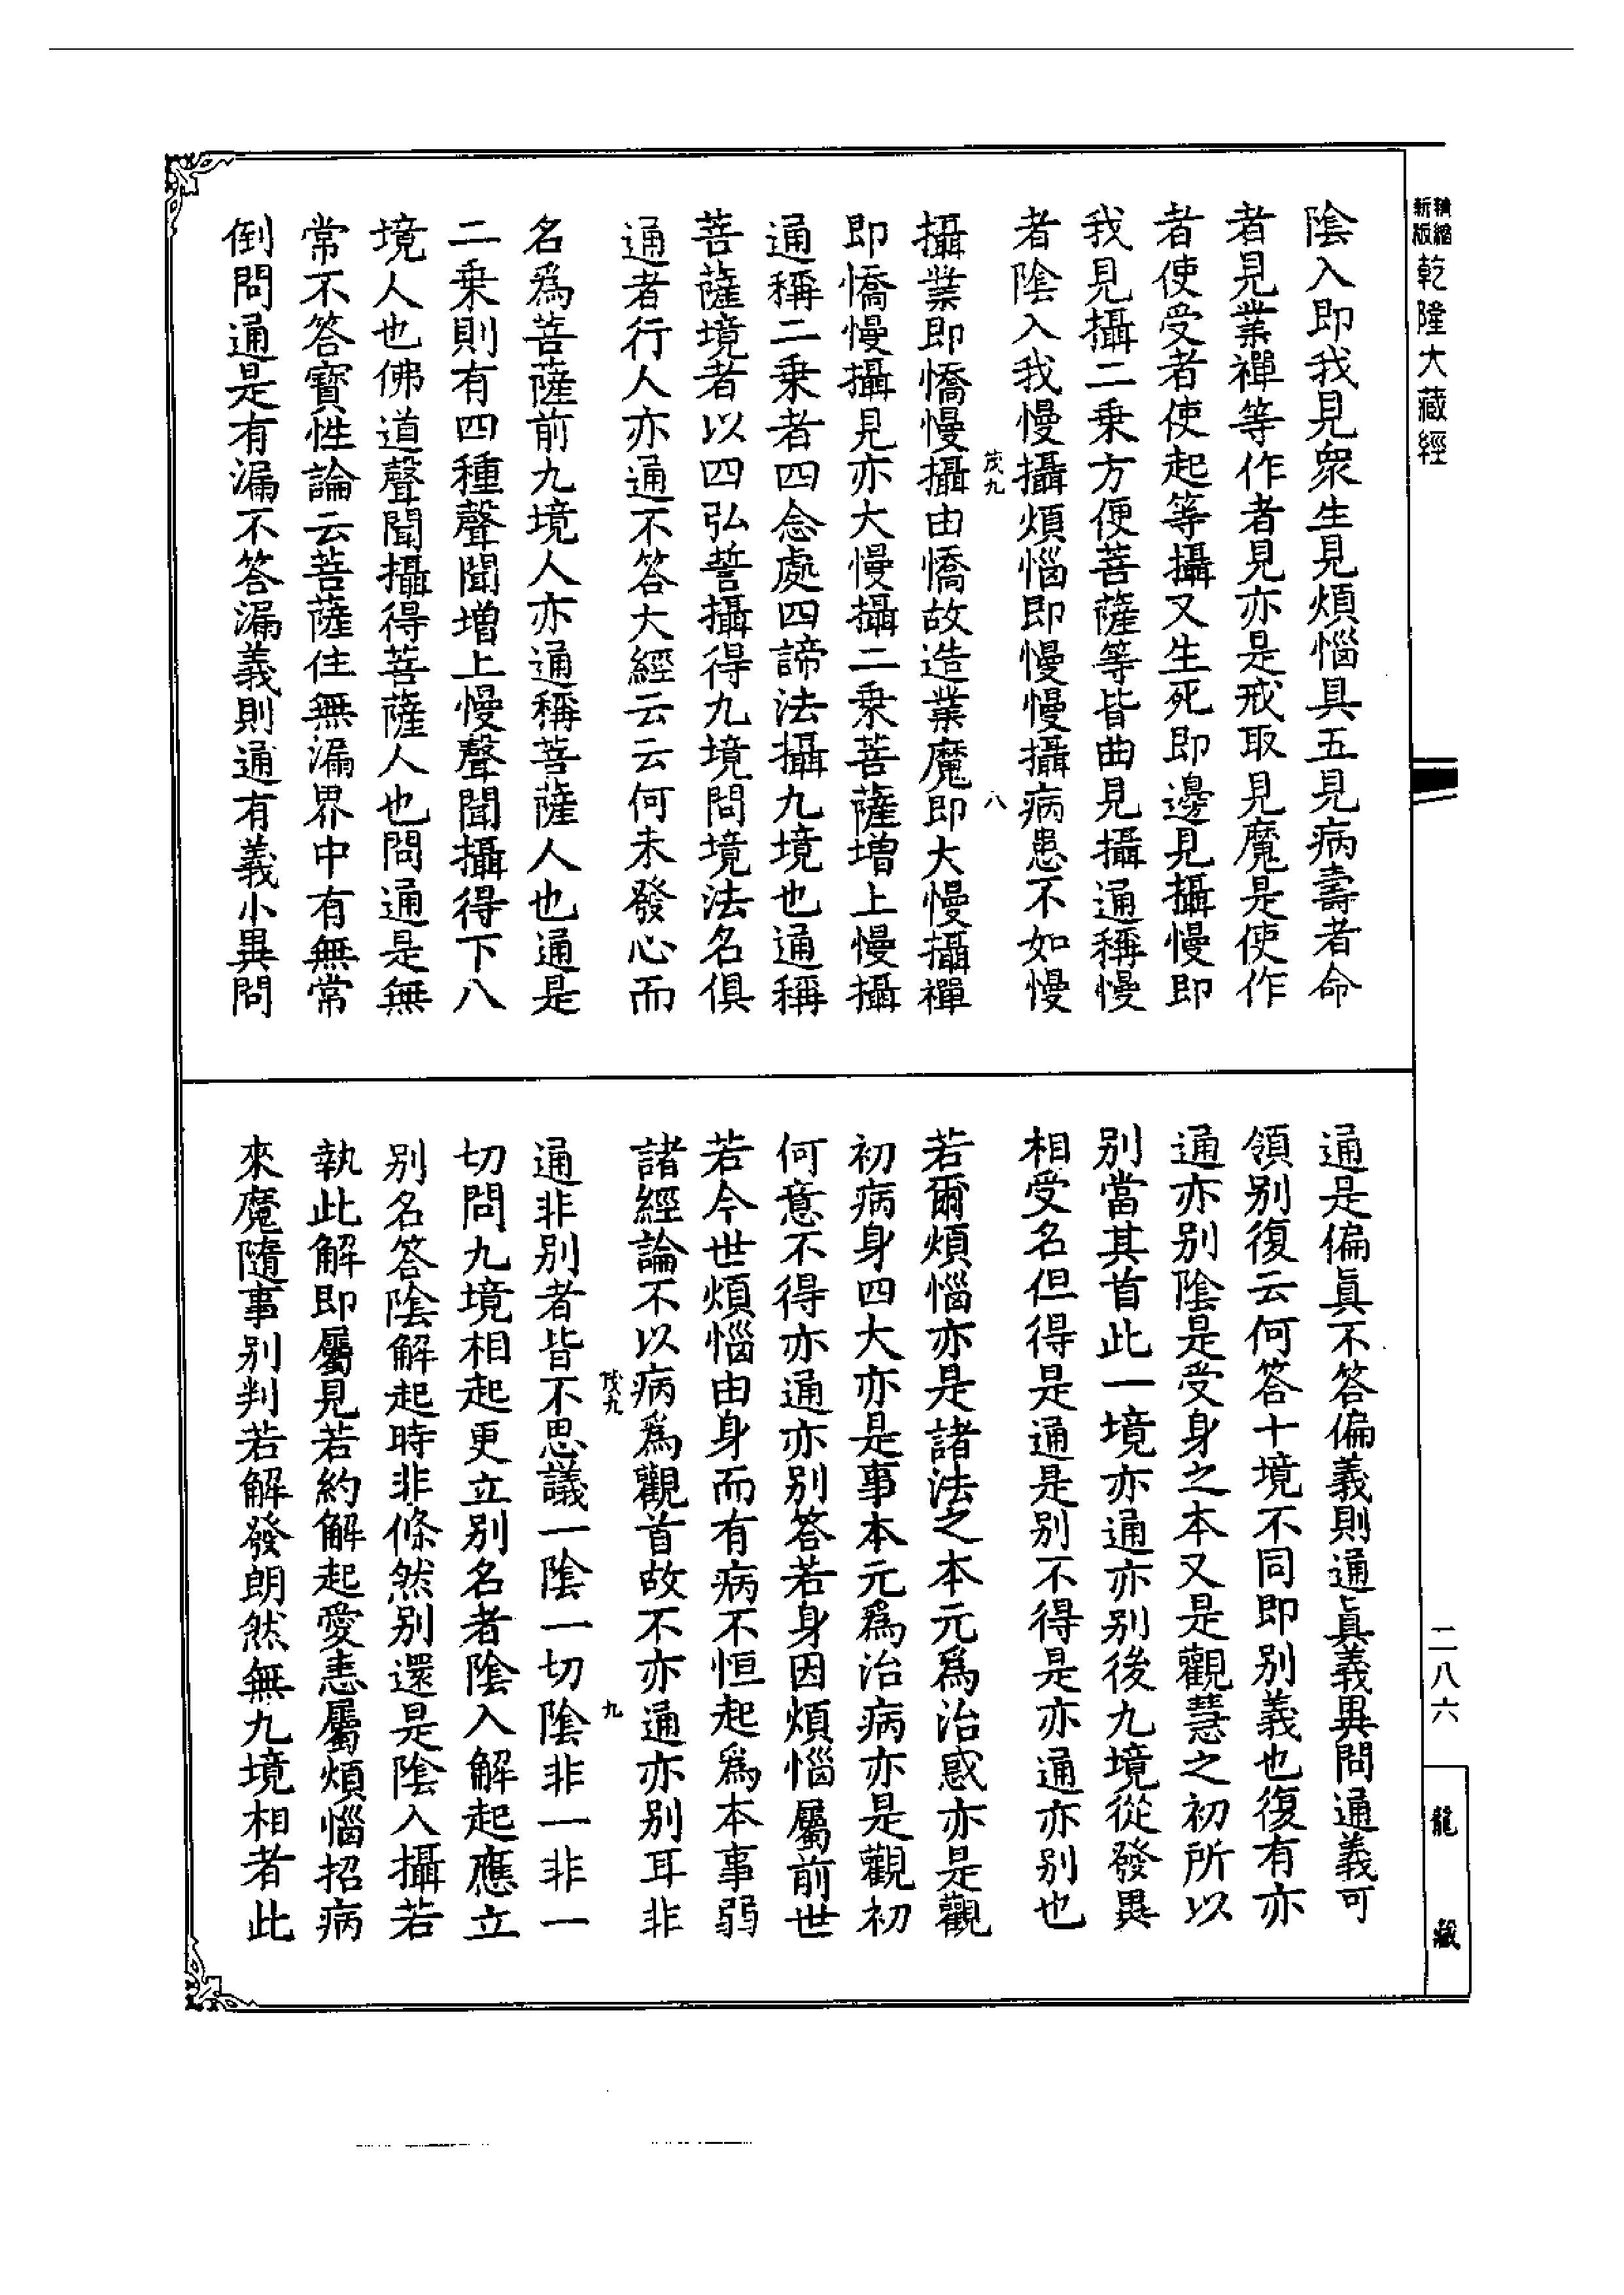 精縮新版
乾隆大藏經
陰入即我見衆生見煩惱具五見病壽者命
者見業禪等作者見亦是戒取見魔是使作
者使受者使起等攝又生死即邊見攝慢即
我見攝二乗方便菩薩等皆曲見攝通稱慢
者陰入我慢攝煩惱即慢慢攝病患不如慢
茂九
八
攝業即憍慢攝由憍故造業魔即大慢攝禪
即憍慢攝見亦大慢攝二乗菩薩増上慢攝
通稱二乗者四念處四諦法攝九境也通稱
菩薩境者以四弘誓攝得九境問境法名俱
通者行人亦通不答大經云云何未發心而
名爲菩薩前九境人亦通稱菩薩人也通是
二乗則有四種聲聞増上慢聲聞攝得下八
境人也佛道聲聞攝得菩薩人也問通是無
常不答寶性論云菩薩住無漏界中有無常
倒問通是有漏不答漏義則通有義小異問
通是偏眞不答偏義則通眞義異問通義可
領別復云何答十境不同即別義也復有亦
通亦別陰是受身之本又是觀慧之初所以
別當其首此一境亦通亦別後九境從發異
相受名但得是通是別不得是亦通亦別也
若爾煩惱亦是諸法之本元爲治惑亦是觀
初病身四大亦是事本元爲治病亦是觀初
何意不得亦通亦別答若身因煩惱屬前世
若今世煩惱由身而有病不恒起爲本事弱
諸經論不以病爲觀首故不亦通亦別耳非
茂九
九
通非別者皆不思議一陰一切陰非一非一
切問九境相起更立別名者陰入解起應立
別名答陰解起時非條然別還是陰入攝若
執此解即屬見若約解起愛恚屬煩惱招病
來魔隨事別判若解發朗然無九境相者此
二八六
龍藏